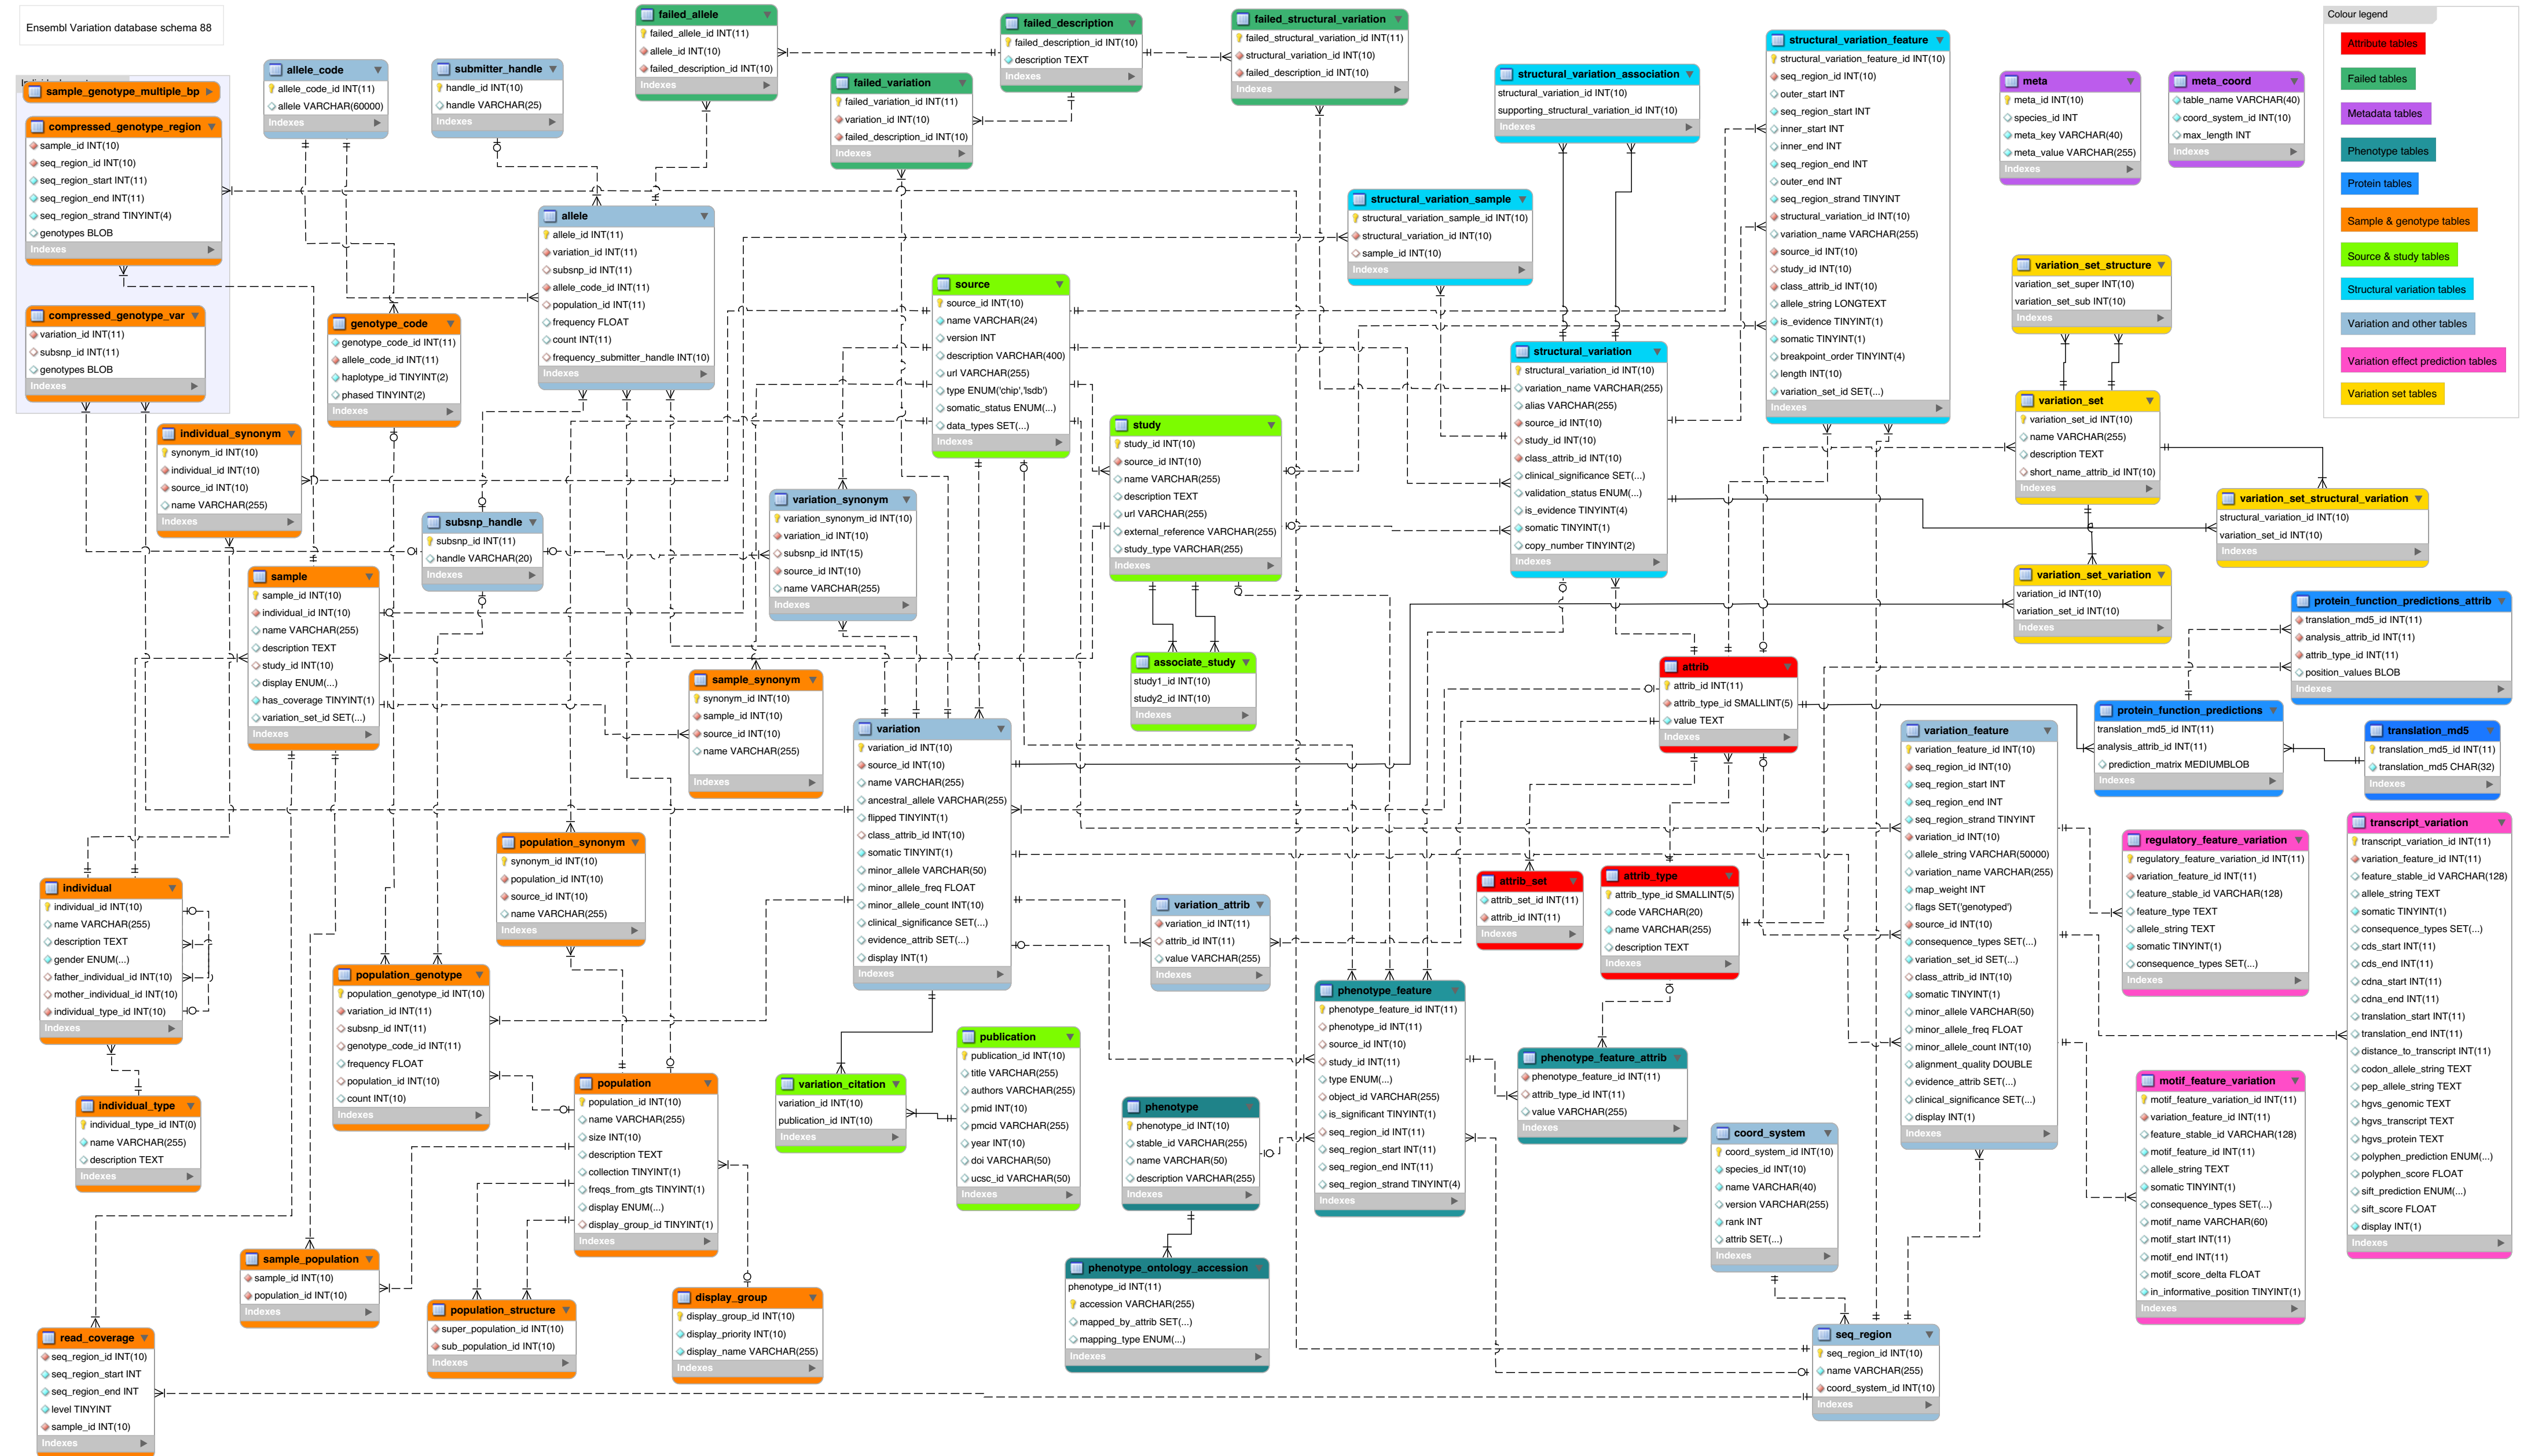 Ensembl Variation database schema 88
sample_genotype_multiple_bp
compressed_genotype_region
sample_id INT(10)
seq_region_id INT(10)
seq_region_start INT(11)
seq_region_end INT(11)
seq_region_strand TINYINT(4)
genotypes BLOB
Indexes
compressed_genotype_var
variation_id INT(11)
subsnp_id INT(11)
genotypes BLOB
Indexes
allele_code
allele_code_id INT(11)
allele VARCHAR(60000)
Indexes
submitter_handle
handle_id INT(10)
handle VARCHAR(25)
Indexes
failed_allele
failed_allele_id INT(11)
allele_id INT(10)
failed_description_id INT(10)
Indexes
failed_variation
failed_variation_id INT(11)
variation_id INT(10)
failed_description_id INT(10)
Indexes
failed_description
failed_description_id INT(10)
description TEXT
Indexes
failed_structural_variation
failed_structural_variation_id INT(11)
structural_variation_id INT(10)
failed_description_id INT(10)
Indexes
structural_variation_association
structural_variation_id INT(10)
supporting_structural_variation_id INT(10)
Indexes
structural_variation_feature
structural_variation_feature_id INT(10)
seq_region_id INT(10)
outer_start INT
seq_region_start INT
inner_start INT
inner_end INT
seq_region_end INT
outer_end INT
seq_region_strand TINYINT
structural_variation_id INT(10)
variation_name VARCHAR(255)
source_id INT(10)
study_id INT(10)
class_attrib_id INT(10)
allele_string LONGTEXT
is_evidence TINYINT(1)
somatic TINYINT(1)
breakpoint_order TINYINT(4)
length INT(10)
variation_set_id SET(...)
Indexes
meta
meta_id INT(10)
species_id INT
meta_key VARCHAR(40)
meta_value VARCHAR(255)
Indexes
meta_coord
table_name VARCHAR(40)
coord_system_id INT(10)
max_length INT
Indexes
Colour legend
Attribute tables
Failed tables
Metadata tables
Phenotype tables
Protein tables
Sample & genotype tables
Source & study tables
Structural variation tables
Variation and other tables
Variation effect prediction tables
Variation set tables
allele
allele_id INT(11)
variation_id INT(11)
subsnp_id INT(11)
allele_code_id INT(11)
population_id INT(11)
frequency FLOAT
count INT(11)
frequency_submitter_handle INT(10)
Indexes
structural_variation_sample
structural_variation_sample_id INT(10)
structural_variation_id INT(10)
sample_id INT(10)
Indexes
variation_set_structure
variation_set_super INT(10)
variation_set_sub INT(10)
Indexes
source
source_id INT(10)
name VARCHAR(24)
version INT
description VARCHAR(400)
url VARCHAR(255)
type ENUM('chip','lsdb')
somatic_status ENUM(...)
data_types SET(...)
Indexes
genotype_code
genotype_code_id INT(11)
allele_code_id INT(11)
haplotype_id TINYINT(2)
phased TINYINT(2)
Indexes
structural_variation
structural_variation_id INT(10)
variation_name VARCHAR(255)
alias VARCHAR(255)
source_id INT(10)
study_id INT(10)
class_attrib_id INT(10)
clinical_significance SET(...)
validation_status ENUM(...)
is_evidence TINYINT(4)
somatic TINYINT(1)
copy_number TINYINT(2)
Indexes
variation_set
variation_set_id INT(10)
name VARCHAR(255)
description TEXT
short_name_attrib_id INT(10)
Indexes
individual_synonym
synonym_id INT(10)
individual_id INT(10)
source_id INT(10)
name VARCHAR(255)
Indexes
study
study_id INT(10)
source_id INT(10)
name VARCHAR(255)
description TEXT
url VARCHAR(255)
external_reference VARCHAR(255)
study_type VARCHAR(255)
Indexes
variation_synonym
variation_synonym_id INT(10)
variation_id INT(10)
subsnp_id INT(15)
source_id INT(10)
name VARCHAR(255)
Indexes
variation_set_structural_variation
structural_variation_id INT(10)
variation_set_id INT(10)
Indexes
subsnp_handle
subsnp_id INT(11)
handle VARCHAR(20)
Indexes
variation_set_variation
variation_id INT(10)
variation_set_id INT(10)
Indexes
sample
sample_id INT(10)
individual_id INT(10)
name VARCHAR(255)
description TEXT
study_id INT(10)
display ENUM(...)
has_coverage TINYINT(1)
variation_set_id SET(...)
Indexes
protein_function_predictions_attrib
translation_md5_id INT(11)
analysis_attrib_id INT(11)
attrib_type_id INT(11)
position_values BLOB
Indexes
associate_study
study1_id INT(10)
study2_id INT(10)
Indexes
attrib
attrib_id INT(11)
attrib_type_id SMALLINT(5)
value TEXT
Indexes
sample_synonym
synonym_id INT(10)
sample_id INT(10)
source_id INT(10)
name VARCHAR(255)
Indexes
protein_function_predictions
translation_md5_id INT(11)
analysis_attrib_id INT(11)
prediction_matrix MEDIUMBLOB
Indexes
translation_md5
translation_md5_id INT(11)
translation_md5 CHAR(32)
Indexes
variation
variation_id INT(10)
source_id INT(10)
name VARCHAR(255)
ancestral_allele VARCHAR(255)
flipped TINYINT(1)
class_attrib_id INT(10)
somatic TINYINT(1)
minor_allele VARCHAR(50)
minor_allele_freq FLOAT
minor_allele_count INT(10)
clinical_significance SET(...)
evidence_attrib SET(...)
display INT(1)
Indexes
variation_feature
variation_feature_id INT(10)
seq_region_id INT(10)
seq_region_start INT
seq_region_end INT
seq_region_strand TINYINT
variation_id INT(10)
allele_string VARCHAR(50000)
variation_name VARCHAR(255)
map_weight INT
flags SET('genotyped')
source_id INT(10)
consequence_types SET(...)
variation_set_id SET(...)
class_attrib_id INT(10)
somatic TINYINT(1)
minor_allele VARCHAR(50)
minor_allele_freq FLOAT
minor_allele_count INT(10)
alignment_quality DOUBLE
evidence_attrib SET(...)
clinical_significance SET(...)
display INT(1)
Indexes
regulatory_feature_variation
regulatory_feature_variation_id INT(11)
variation_feature_id INT(11)
feature_stable_id VARCHAR(128)
feature_type TEXT
allele_string TEXT
somatic TINYINT(1)
consequence_types SET(...)
Indexes
transcript_variation
transcript_variation_id INT(11)
variation_feature_id INT(11)
feature_stable_id VARCHAR(128)
allele_string TEXT
somatic TINYINT(1)
consequence_types SET(...)
cds_start INT(11)
cds_end INT(11)
cdna_start INT(11)
cdna_end INT(11)
translation_start INT(11)
translation_end INT(11)
distance_to_transcript INT(11)
codon_allele_string TEXT
pep_allele_string TEXT
hgvs_genomic TEXT
hgvs_transcript TEXT
hgvs_protein TEXT
polyphen_prediction ENUM(...)
polyphen_score FLOAT
sift_prediction ENUM(...)
sift_score FLOAT
display INT(1)
Indexes
population_synonym
synonym_id INT(10)
population_id INT(10)
source_id INT(10)
name VARCHAR(255)
Indexes
individual
individual_id INT(10)
name VARCHAR(255)
description TEXT
gender ENUM(...)
father_individual_id INT(10)
mother_individual_id INT(10)
individual_type_id INT(10)
Indexes
attrib_set
attrib_set_id INT(11)
attrib_id INT(11)
Indexes
attrib_type
attrib_type_id SMALLINT(5)
code VARCHAR(20)
name VARCHAR(255)
description TEXT
Indexes
variation_attrib
variation_id INT(11)
attrib_id INT(11)
value VARCHAR(255)
Indexes
population_genotype
population_genotype_id INT(10)
variation_id INT(11)
subsnp_id INT(11)
genotype_code_id INT(11)
frequency FLOAT
population_id INT(10)
count INT(10)
Indexes
phenotype_feature
phenotype_feature_id INT(11)
phenotype_id INT(11)
source_id INT(10)
study_id INT(11)
type ENUM(...)
object_id VARCHAR(255)
is_significant TINYINT(1)
seq_region_id INT(11)
seq_region_start INT(11)
seq_region_end INT(11)
seq_region_strand TINYINT(4)
Indexes
publication
publication_id INT(10)
title VARCHAR(255)
authors VARCHAR(255)
pmid INT(10)
pmcid VARCHAR(255)
year INT(10)
doi VARCHAR(50)
ucsc_id VARCHAR(50)
Indexes
phenotype_feature_attrib
phenotype_feature_id INT(11)
attrib_type_id INT(11)
value VARCHAR(255)
Indexes
variation_citation
variation_id INT(10)
publication_id INT(10)
Indexes
population
population_id INT(10)
name VARCHAR(255)
size INT(10)
description TEXT
collection TINYINT(1)
freqs_from_gts TINYINT(1)
display ENUM(...)
display_group_id TINYINT(1)
Indexes
individual_type
individual_type_id INT(0)
name VARCHAR(255)
description TEXT
Indexes
phenotype
phenotype_id INT(10)
stable_id VARCHAR(255)
name VARCHAR(50)
description VARCHAR(255)
Indexes
motif_feature_variation
motif_feature_variation_id INT(11)
variation_feature_id INT(11)
feature_stable_id VARCHAR(128)
motif_feature_id INT(11)
allele_string TEXT
somatic TINYINT(1)
consequence_types SET(...)
motif_name VARCHAR(60)
motif_start INT(11)
motif_end INT(11)
motif_score_delta FLOAT
in_informative_position TINYINT(1)
Indexes
coord_system
coord_system_id INT(10)
species_id INT(10)
name VARCHAR(40)
version VARCHAR(255)
rank INT
attrib SET(...)
Indexes
sample_population
sample_id INT(10)
population_id INT(10)
Indexes
phenotype_ontology_accession
phenotype_id INT(11)
accession VARCHAR(255)
mapped_by_attrib SET(...)
mapping_type ENUM(...)
Indexes
display_group
display_group_id INT(10)
display_priority INT(10)
display_name VARCHAR(255)
Indexes
population_structure
super_population_id INT(10)
sub_population_id INT(10)
Indexes
read_coverage
seq_region_id INT(10)
seq_region_start INT
seq_region_end INT
level TINYINT
sample_id INT(10)
Indexes
seq_region
seq_region_id INT(10)
name VARCHAR(255)
coord_system_id INT(10)
Indexes